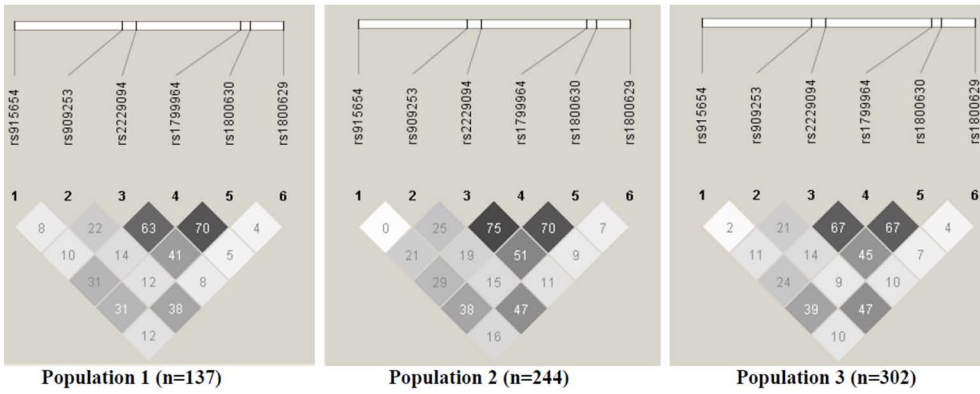 rs915654
rs909253
rs2229094
rs1799964
rs1800630
rs1800629
1 2 3 4 5 6
8 22 63 70 4
10 14 41 5
31 12 8
31 38
12
Population 1 (n=137)
rs915654
rs909253
rs2229094
rs1799964
rs1800630
rs1800629
1 2 3 4 5 6
0 25 75 70 7
21 19 51 9
29 15 11
38 47
16
Population 2 (n=244)
rs915654
rs909253
rs2229094
rs1799964
rs1800630
rs1800629
1 2 3 4 5 6
2 21 67 67 4
11 14 45 7
24 9 10
39 47
10
Population 3 (n=302)